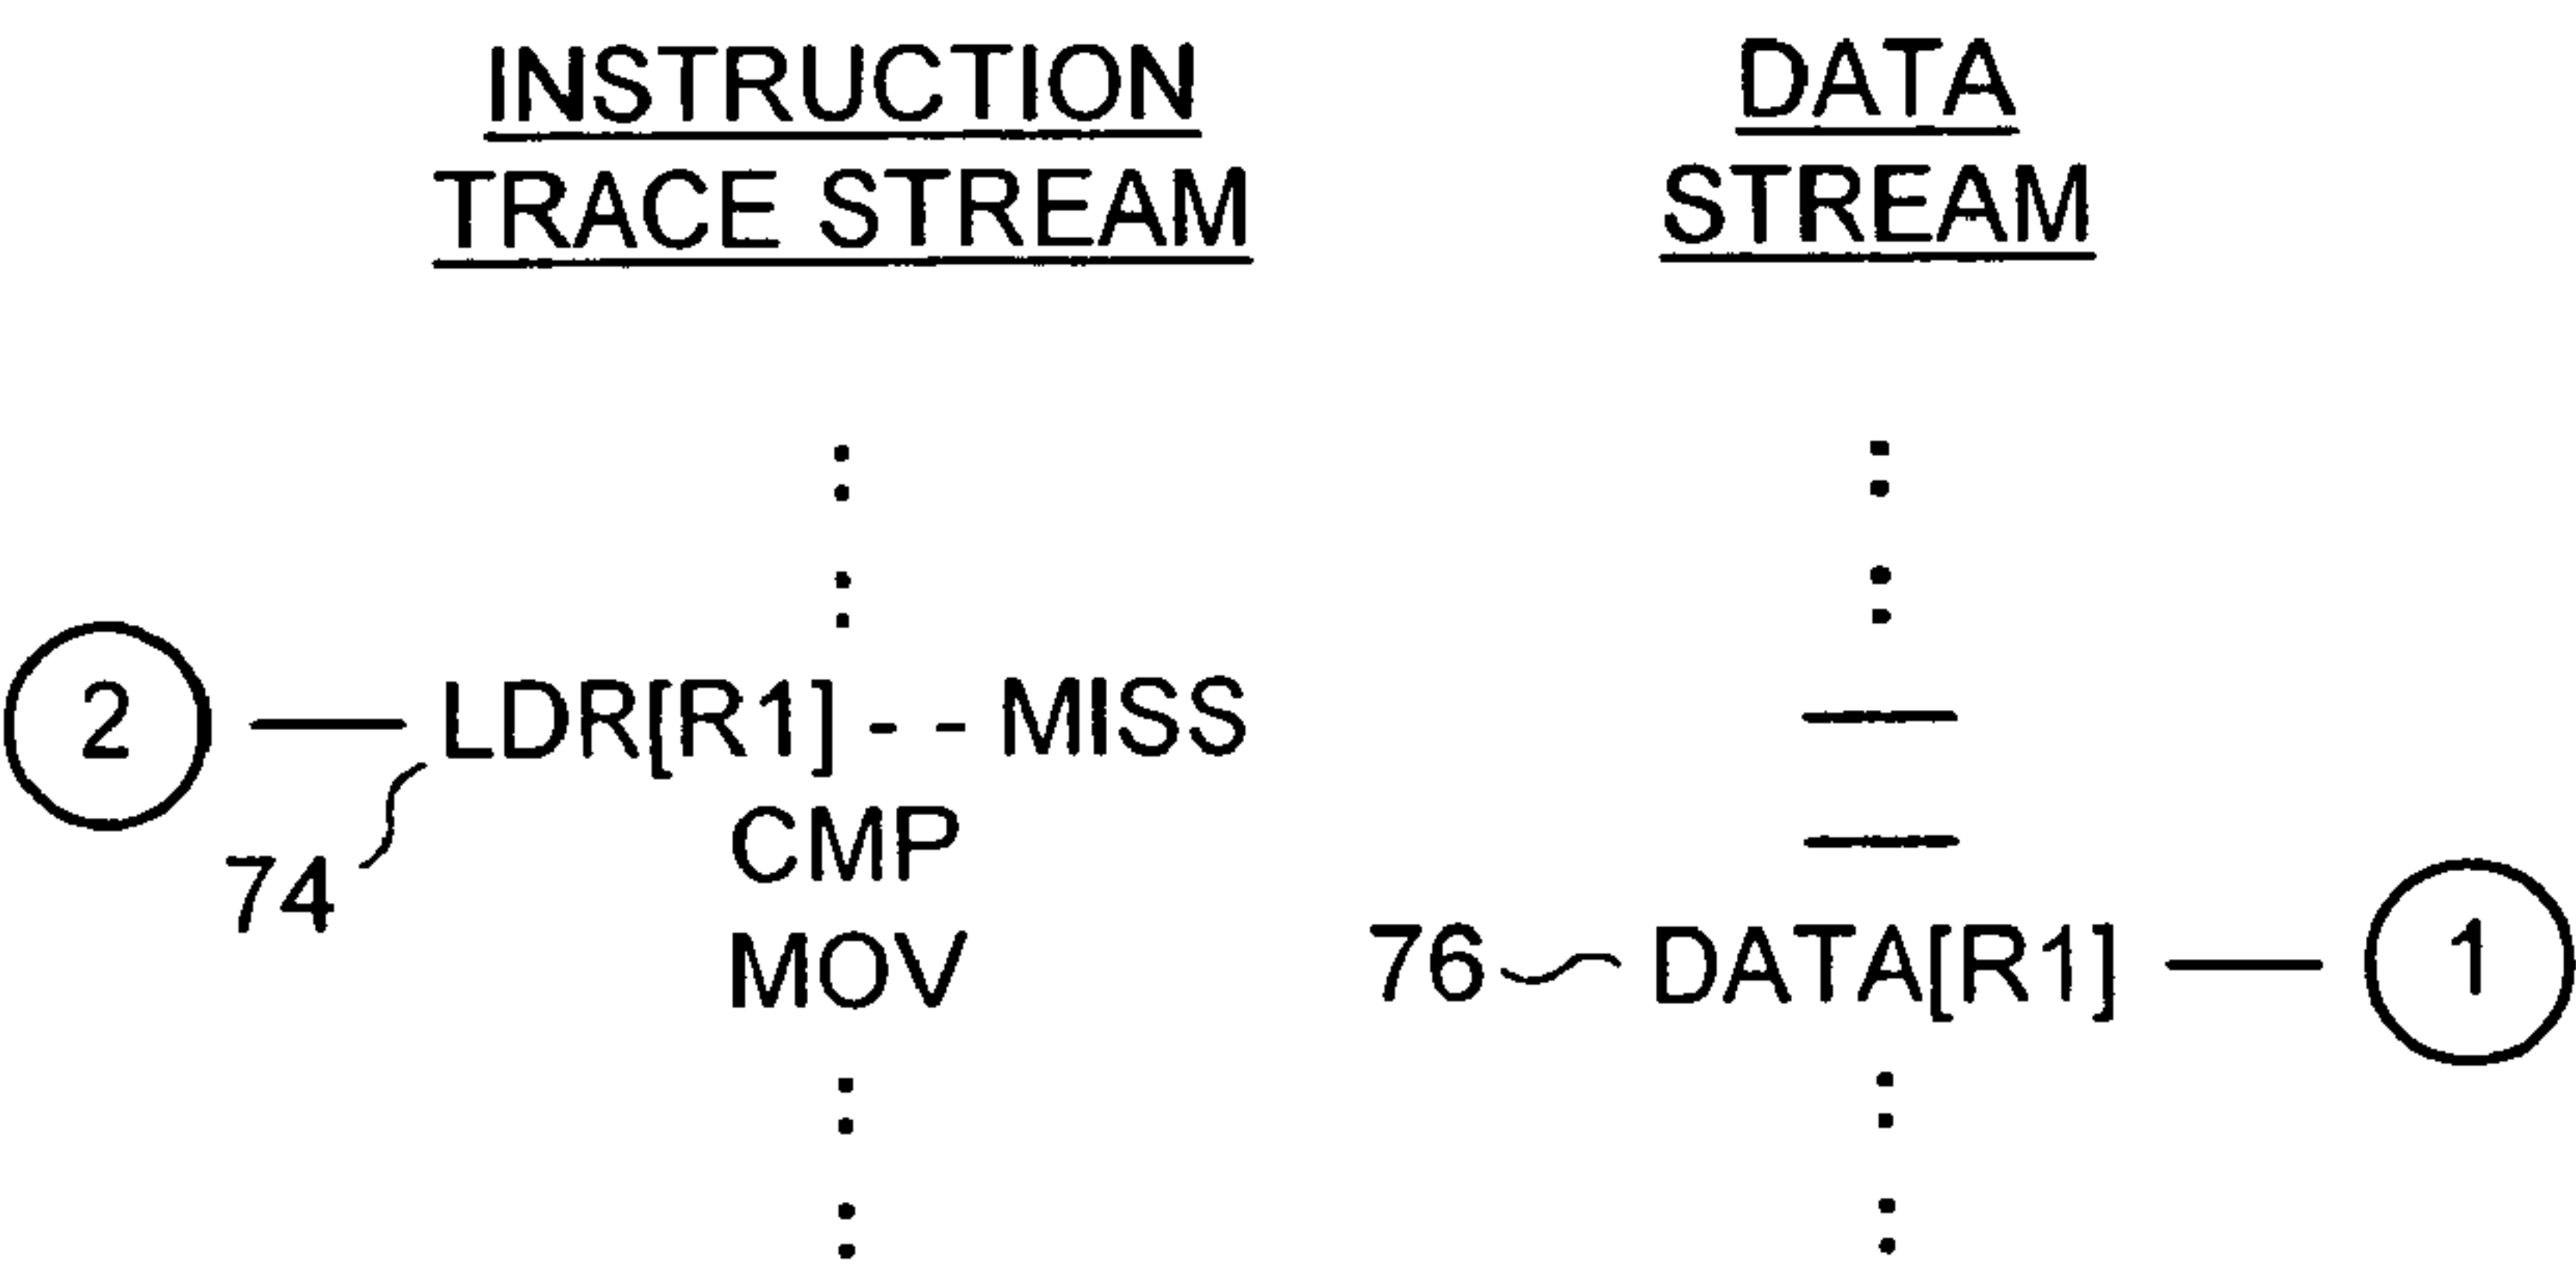 INSTRUCTION
TRACE STREAM
DATA
STREAM
2
LDR[R1] - - MISS
74
CMP
MOV
76
DATA[R1]
1